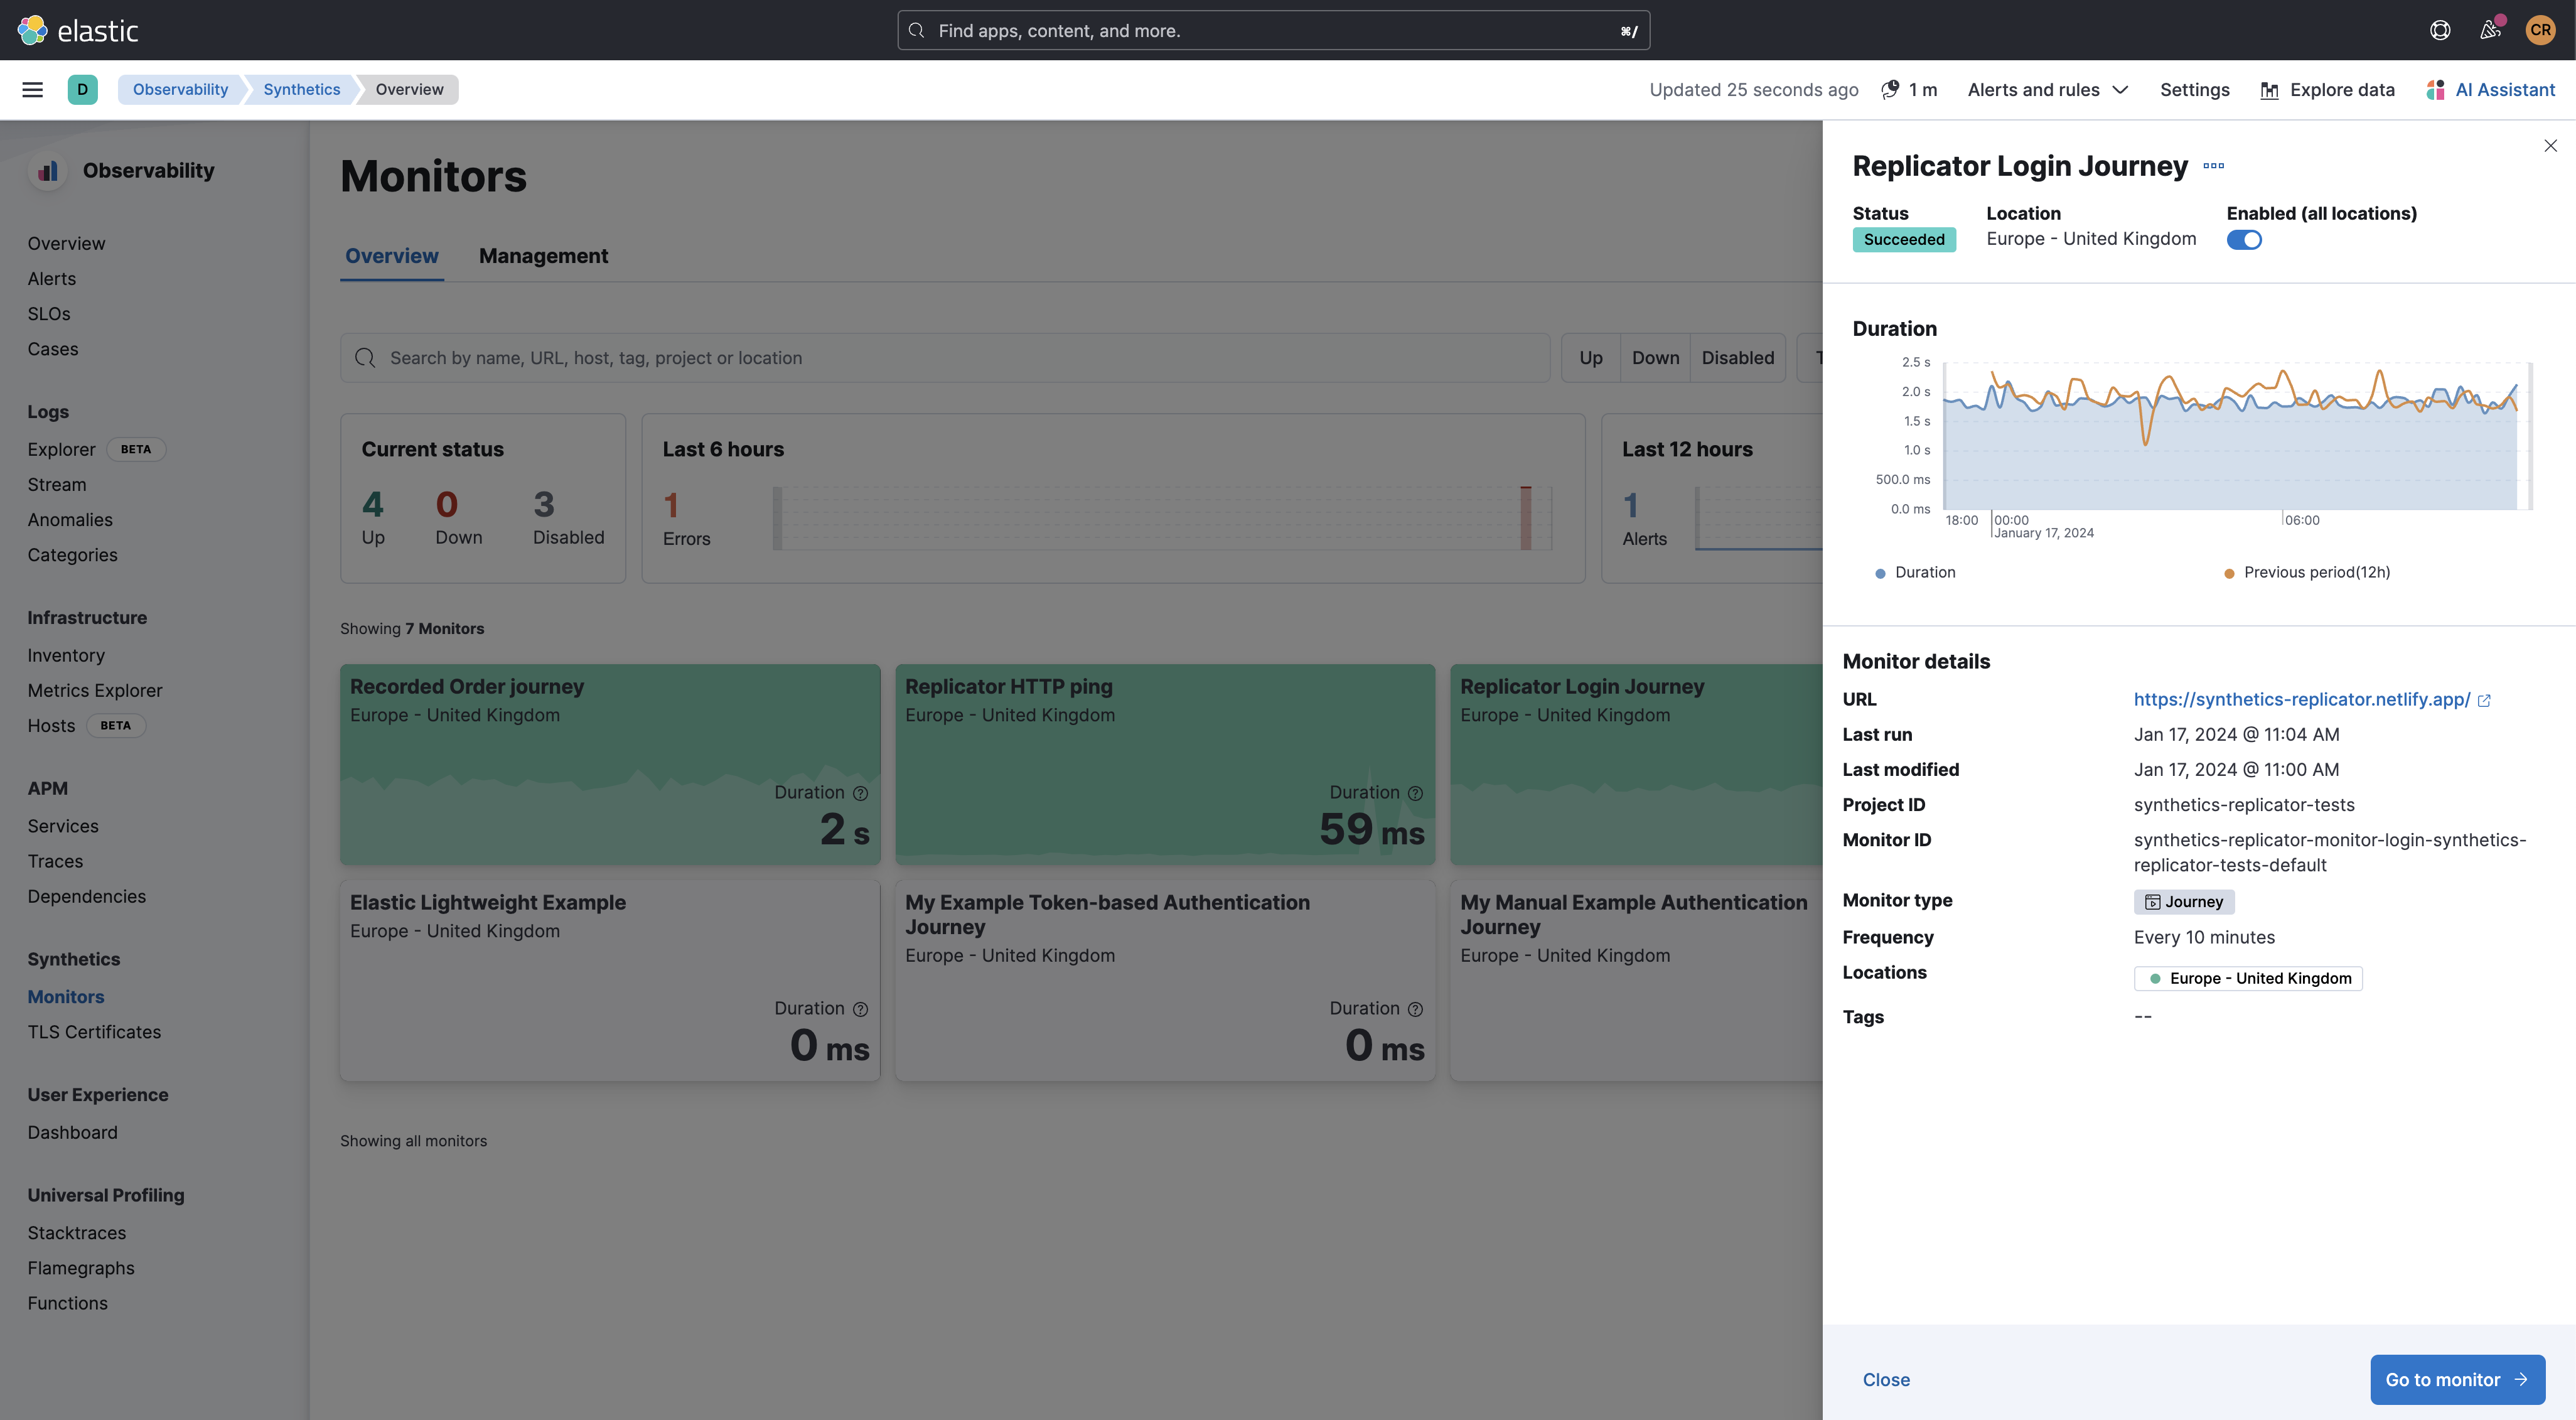 elastic
Find apps, content, and more.
⌘/
CR
D
Observability
Synthetics
Overview
Updated 25 seconds ago
1 m
Alerts and rules
Settings
Explore data
AI Assistant
Observability
Overview
Alerts
SLOs
Cases
Logs
Explorer BETA
Stream
Anomalies
Categories
Infrastructure
Inventory
Metrics Explorer
Hosts BETA
APM
Services
Traces
Dependencies
Synthetics
Monitors
TLS Certificates
User Experience
Dashboard
Universal Profiling
Stacktraces
Flamegraphs
Functions
Monitors
Overview
Management
Search by name, URL, host, tag, project or location
Up
Down
Disabled
Current status
4
0
3
Up
Down
Disabled
Last 6 hours
1
Errors
Last 12 hours
1
Alerts
Showing 7 Monitors
Recorded Order journey
Europe - United Kingdom
Duration
2 s
Replicator HTTP ping
Europe - United Kingdom
Duration
59 ms
Replicator Login Journey
Europe - United Kingdom
Elastic Lightweight Example
Europe - United Kingdom
Duration
0 ms
My Example Token-based Authentication
Journey
Europe - United Kingdom
Duration
0 ms
My Manual Example Authentication
Journey
Europe - United Kingdom
Showing all monitors
Replicator Login Journey
Status
Succeeded
Location
Europe - United Kingdom
Enabled (all locations)
Duration
2.5 s
2.0 s
1.5 s
1.0 s
500.0 ms
0.0 ms
18:00
00:00
06:00
January 17, 2024
Duration
Previous period(12h)
Monitor details
URL
https://synthetics-replicator.netlify.app/
Last run
Jan 17, 2024 @ 11:04 AM
Last modified
Jan 17, 2024 @ 11:00 AM
Project ID
synthetics-replicator-tests
Monitor ID
synthetics-replicator-monitor-login-synthetics-
replicator-tests-default
Monitor type
Journey
Frequency
Every 10 minutes
Locations
Europe - United Kingdom
Tags
--
Close
Go to monitor